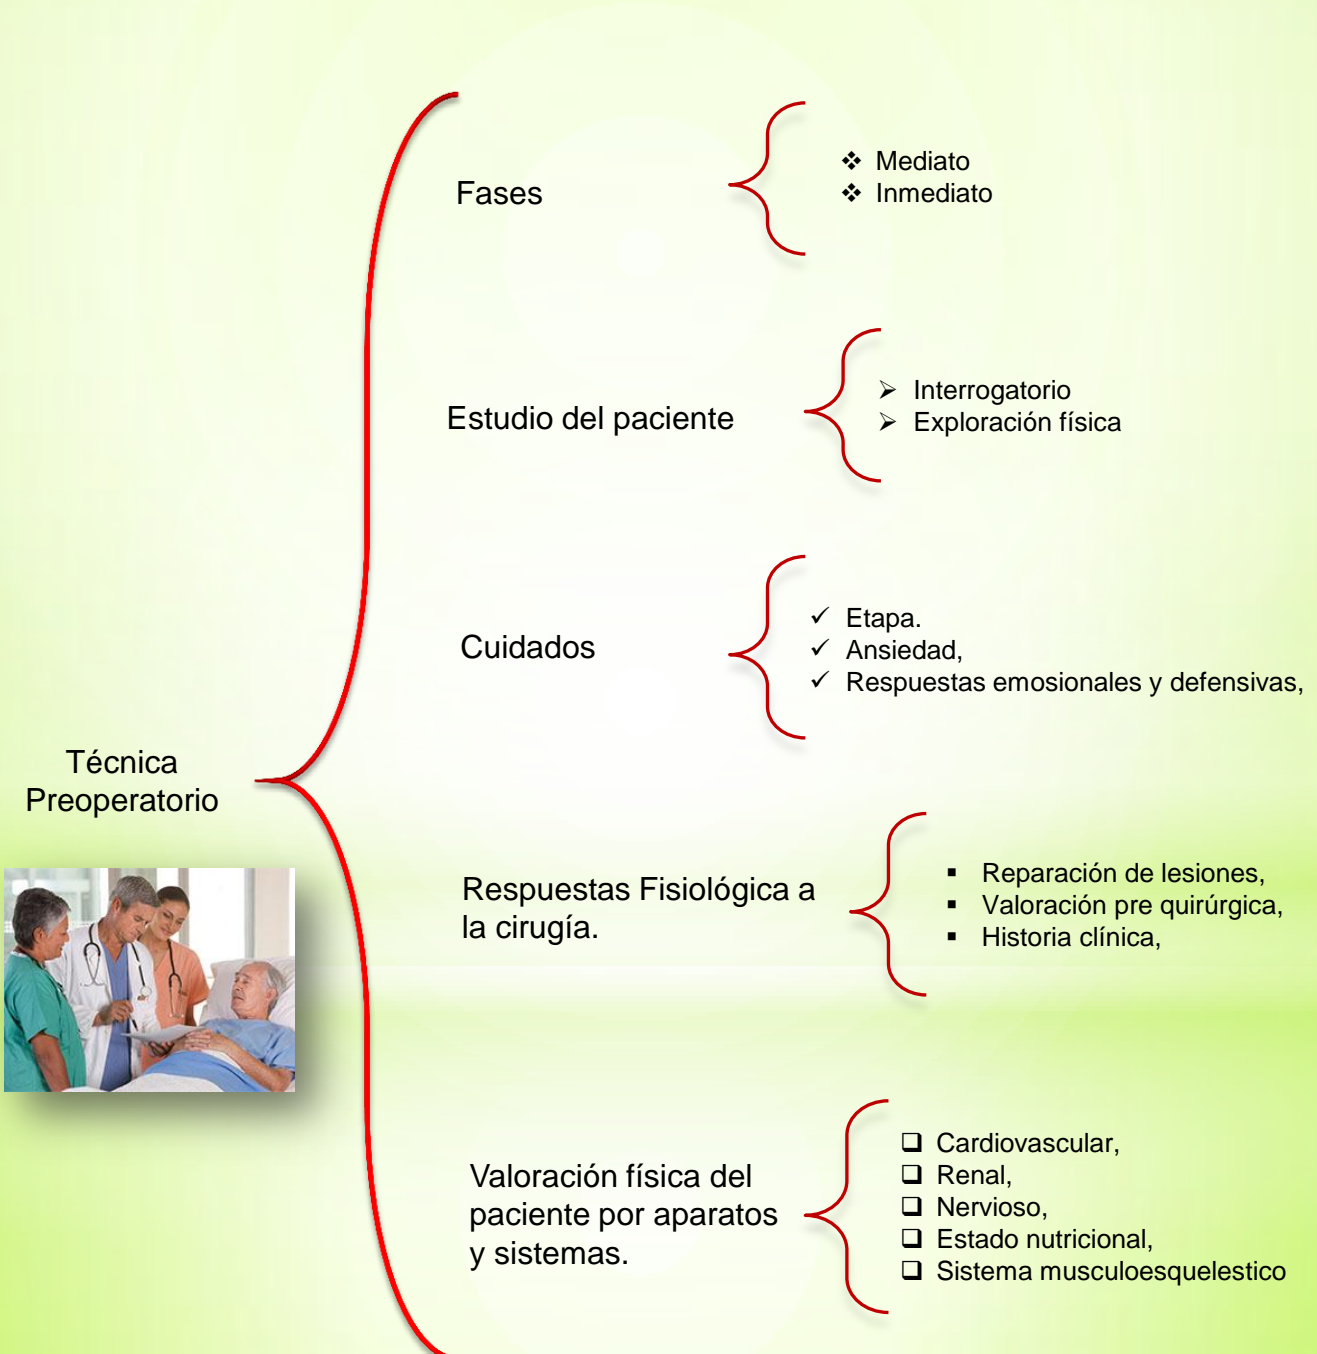 Fases
Mediato
Inmediato
Estudio del paciente
Interrogatorio
Exploración física
Cuidados
Etapa.
Ansiedad,
Respuestas emosionales y defensivas,
Técnica
Preoperatorio
Respuestas Fisiológica a
la cirugía.
Reparación de lesiones,
Valoración pre quirúrgica,
Historia clínica,
Valoración física del
paciente por aparatos
y sistemas.
Cardiovascular,
Renal,
Nervioso,
Estado nutricional,
Sistema musculoesquelestico